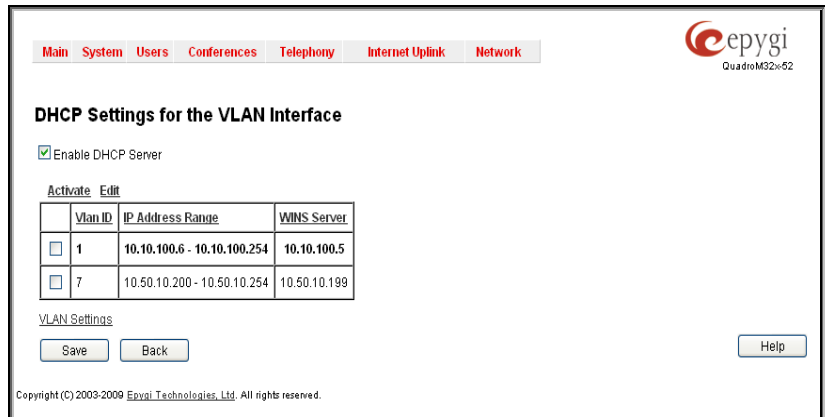 epygi
QuadroM32x-52
Main System Users Conferences Telephony Internet Uplink Network
DHCP Settings for the VLAN Interface
Enable DHCP Server
Activate Edit
Vlan ID IP Address Range WINS Server
1 10.10.100.6 - 10.10.100.254 10.10.100.5
7 10.50.10.200 - 10.50.10.254 10.50.10.199
VLAN Settings
Save Back Help
Copyright (C) 2003-2009 Epygi Technologies, Ltd. All rights reserved.